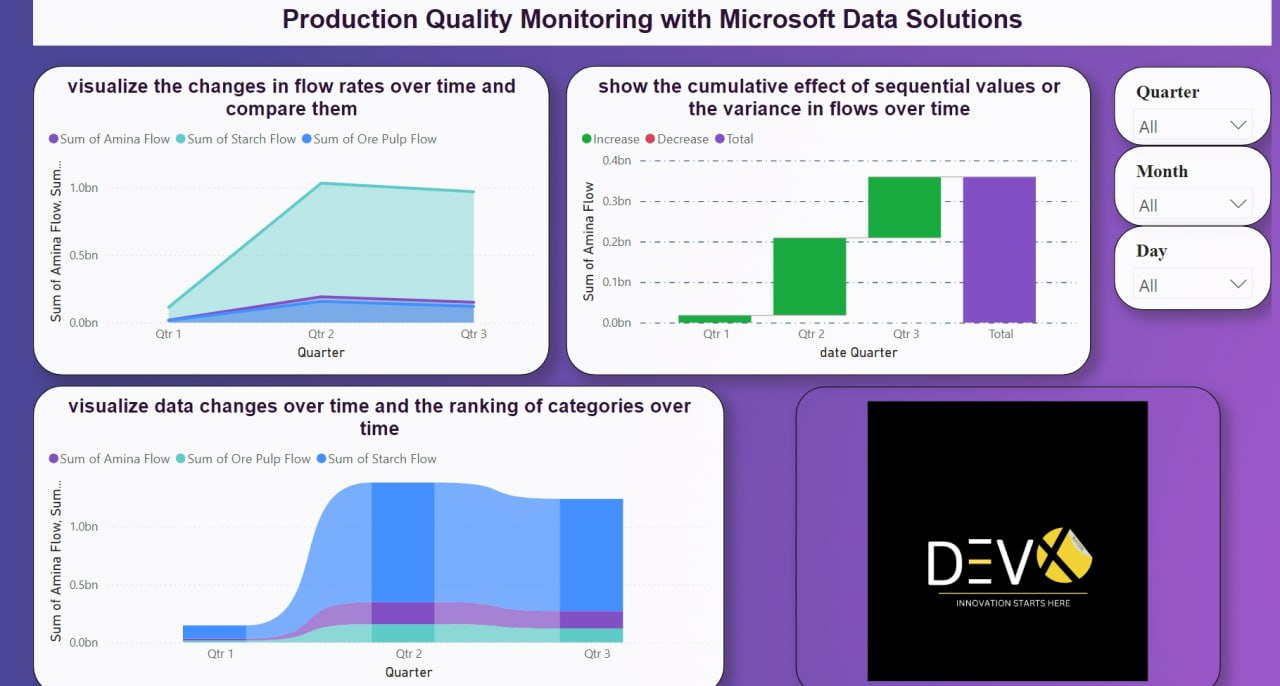 Production Quality Monitoring with Microsoft Data Solutions
visualize the changes in flow rates over time and
compare them
Sum of Amina Flow Sum of Starch Flow Sum of Ore Pulp Flow
Sum of Amina Flow, Sum...
1.0bn
0.5bn
0.0bn
Qtr 1 Qtr 2 Qtr 3
Quarter
show the cumulative effect of sequential values or
the variance in flows over time
Increase Decrease Total
Sum of Amina Flow
0.4bn
0.3bn
0.2bn
0.1bn
0.0bn
Qtr 1 Qtr 2 Qtr 3 Total
date Quarter
Quarter
All
Month
All
Day
All
visualize data changes over time and the ranking of categories over
time
Sum of Amina Flow Sum of Ore Pulp Flow Sum of Starch Flow
Sum of Amina Flow, Sum...
1.0bn
0.5bn
0.0bn
Qtr 1 Qtr 2 Qtr 3
Quarter
DEVX
INNOVATION STARTS HERE